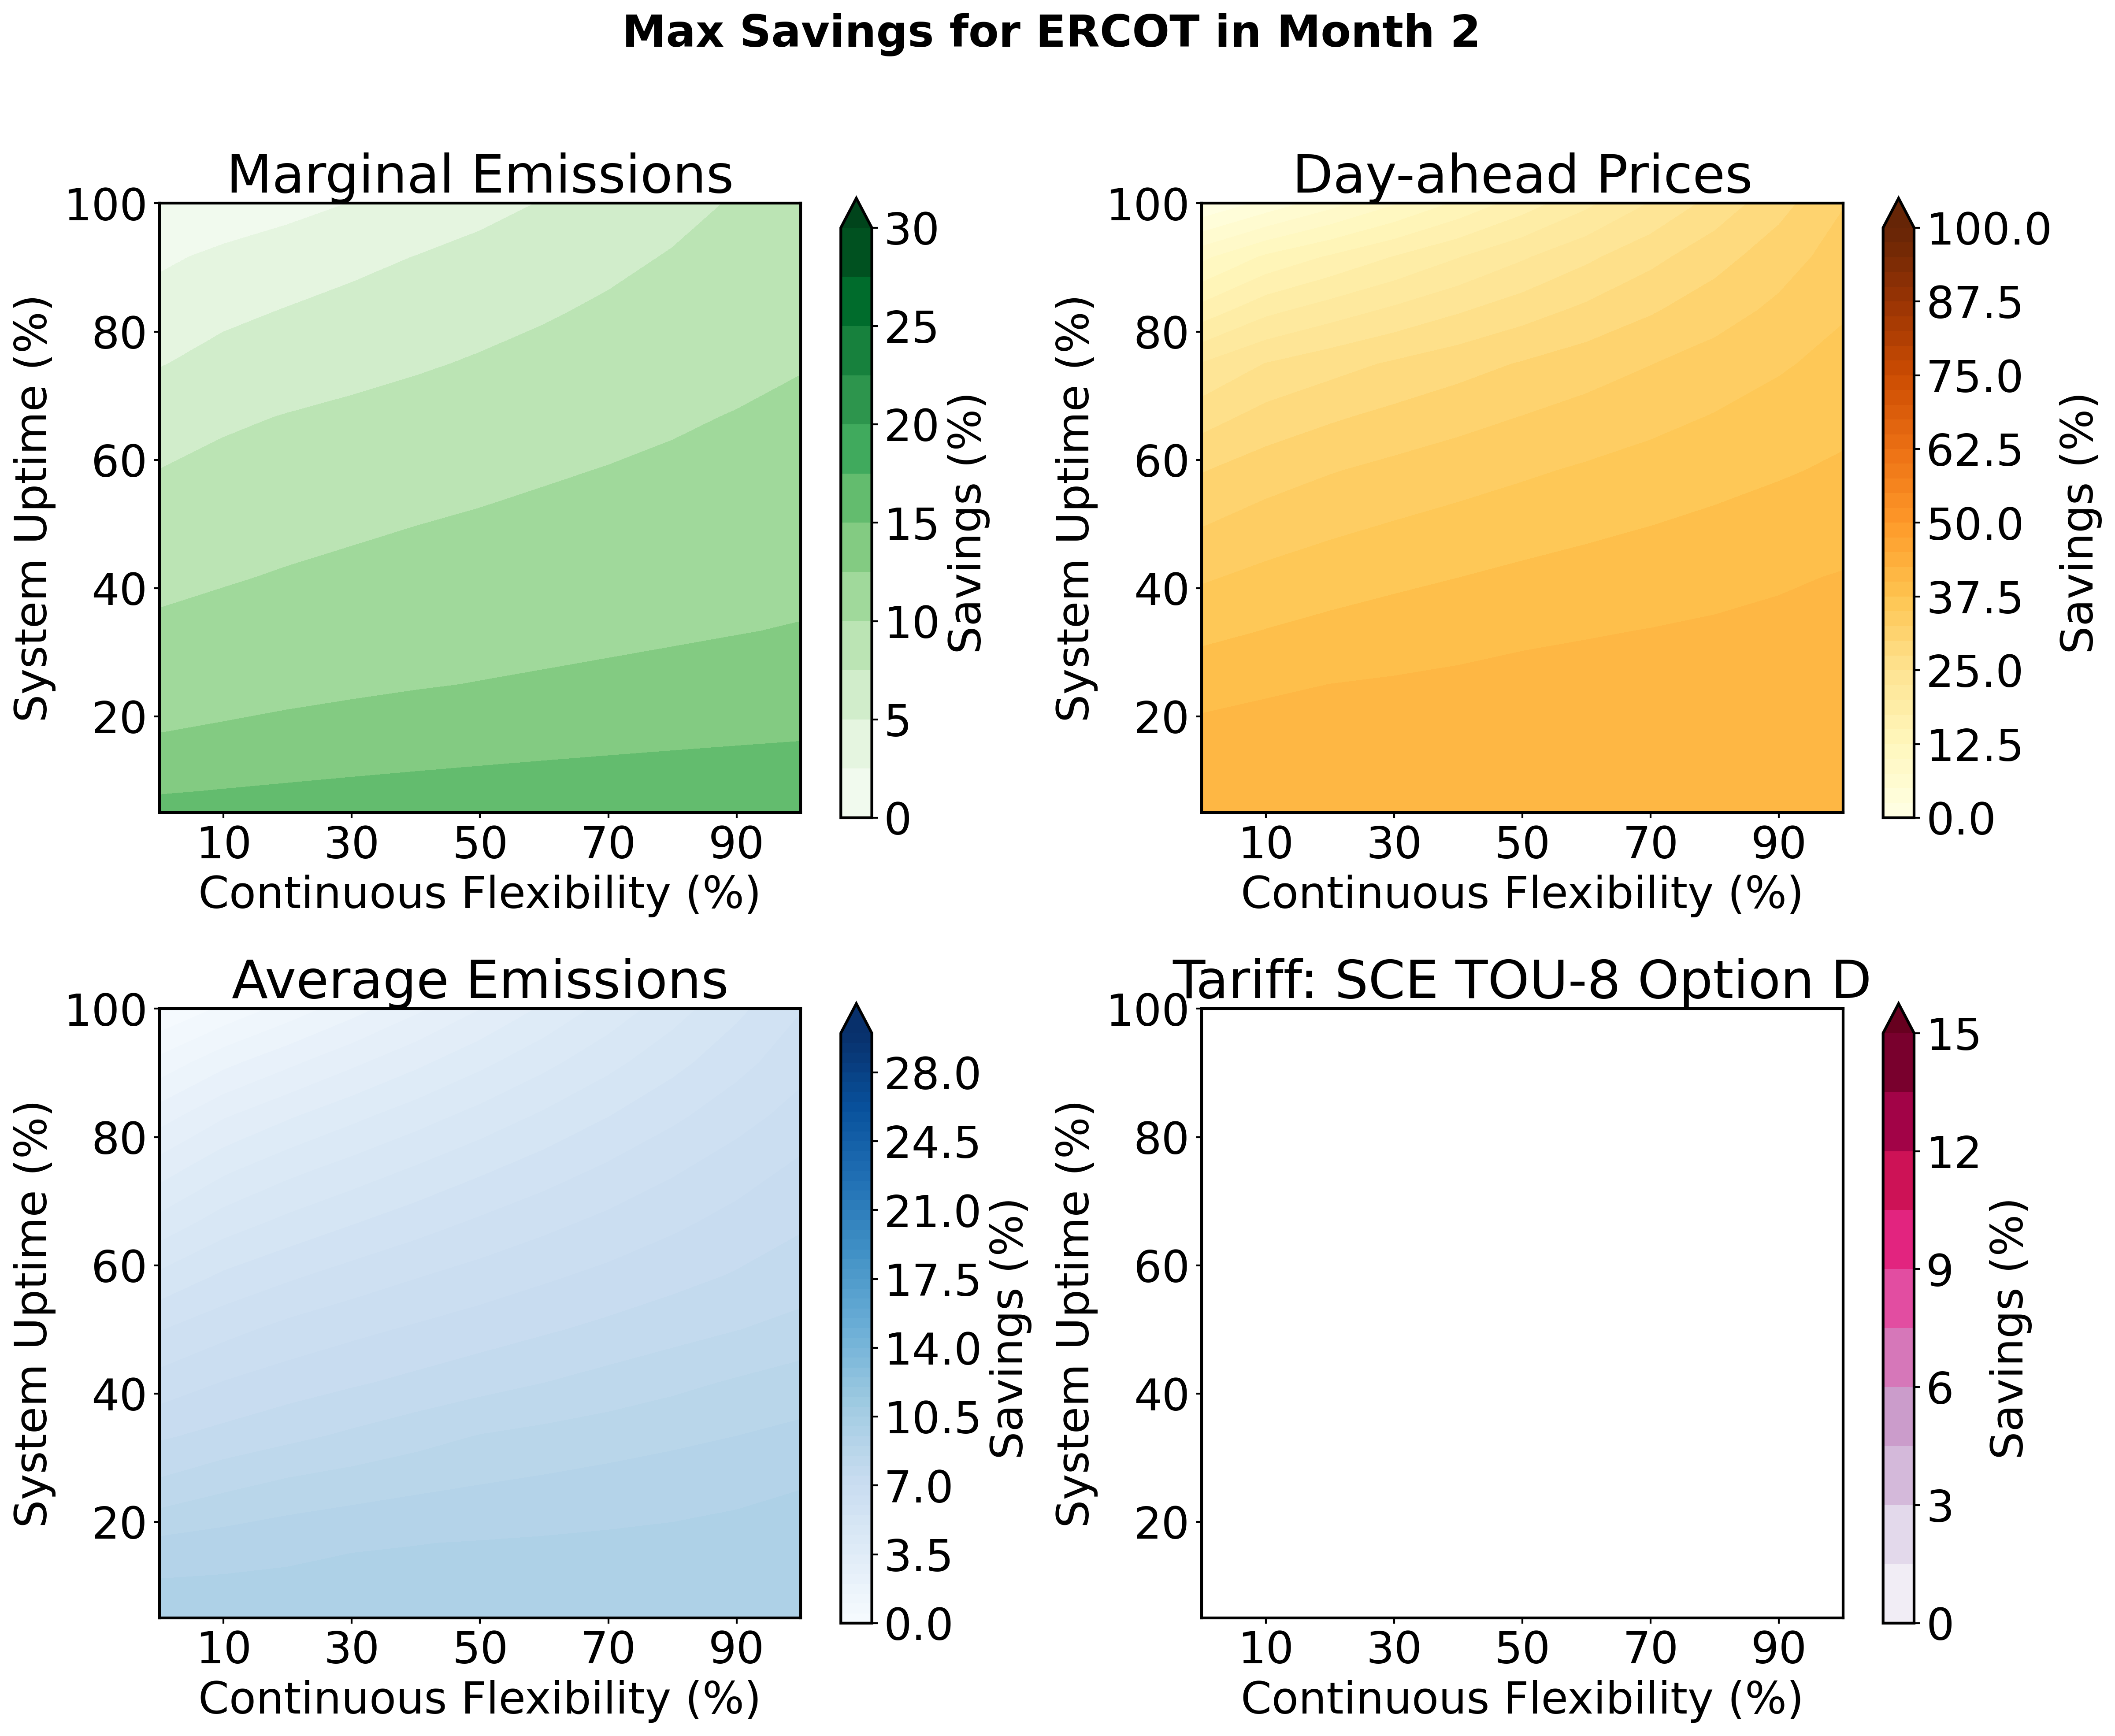 Max Savings for ERCOT in Month 2
Marginal Emissions
System Uptime (%)
100
80
60
40
20
10 30 50 70 90
Continuous Flexibility (%)
30
25
20
15
10
5
0
Savings (%)
Day-ahead Prices
System Uptime (%)
100
80
60
40
20
10 30 50 70 90
Continuous Flexibility (%)
100.0
87.5
75.0
62.5
50.0
37.5
25.0
12.5
0.0
Savings (%)
Average Emissions
System Uptime (%)
100
80
60
40
20
10 30 50 70 90
Continuous Flexibility (%)
28.0
24.5
21.0
17.5
14.0
10.5
7.0
3.5
0.0
Savings (%)
Tariff: SCE TOU-8 Option D
System Uptime (%)
100
80
60
40
20
10 30 50 70 90
Continuous Flexibility (%)
15
12
9
6
3
0
Savings (%)